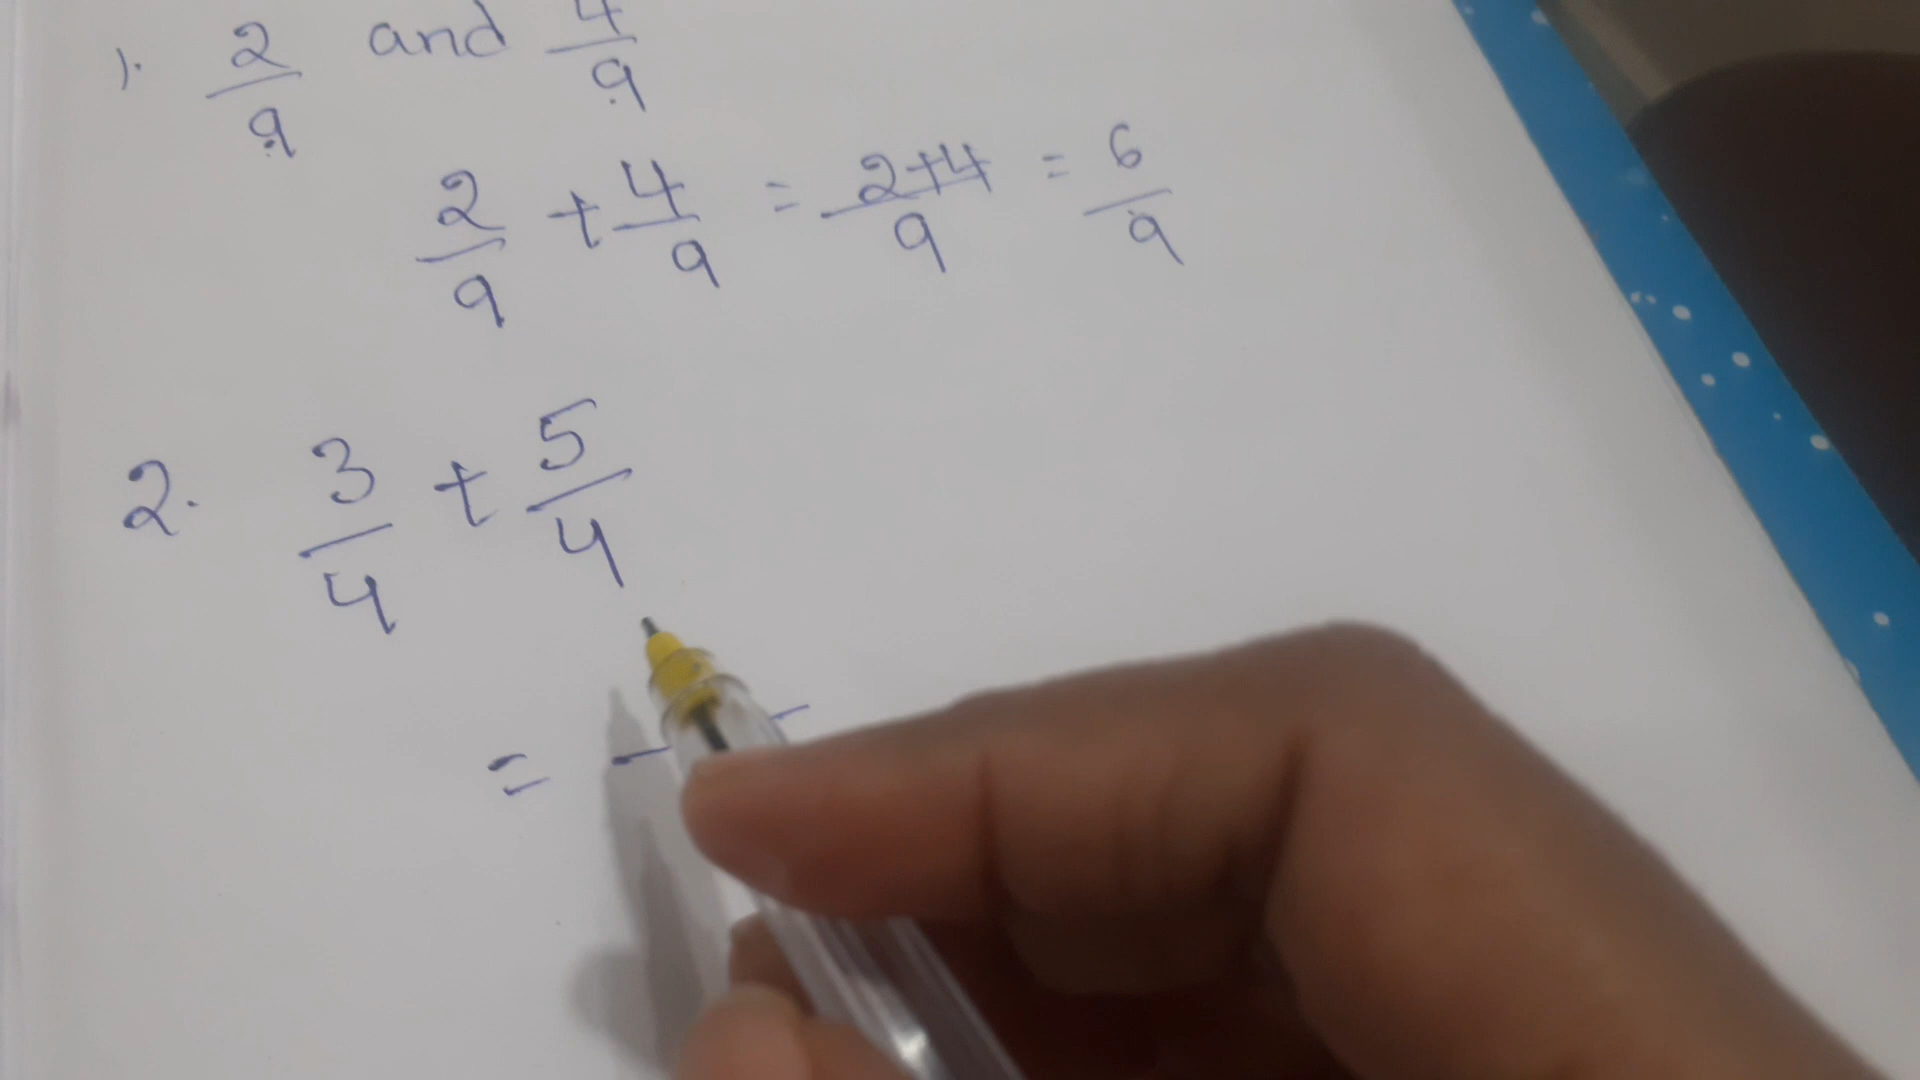 1. 2/9 and 4/9
2/9 + 4/9 = 2+4/9 = 6/9
2. 3/4 + 5/4
=